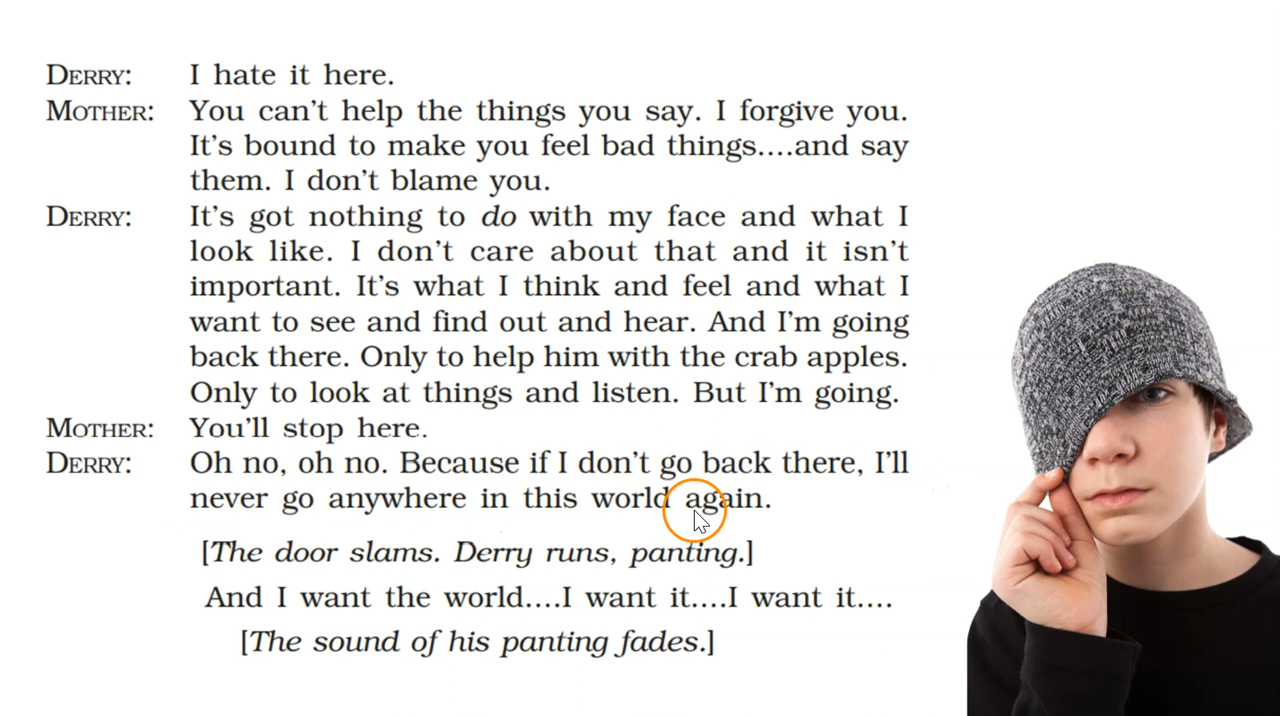 DERRY: I hate it here.
MOTHER: You can't help the things you say. I forgive you.
It's bound to make you feel bad things....and say
them. I don't blame you.
DERRY: It's got nothing to do with my face and what I
look like. I don't care about that and it isn't
important. It's what I think and feel and what I
want to see and find out and hear. And I'm going
back there. Only to help him with the crab apples.
Only to look at things and listen. But I'm going.
MOTHER: You'll stop here.
DERRY: Oh no, oh no. Because if I don't go back there, I'll
never go anywhere in this world again.
[The door slams. Derry runs, panting.]
And I want the world....I want it....I want it....
[The sound of his panting fades.]